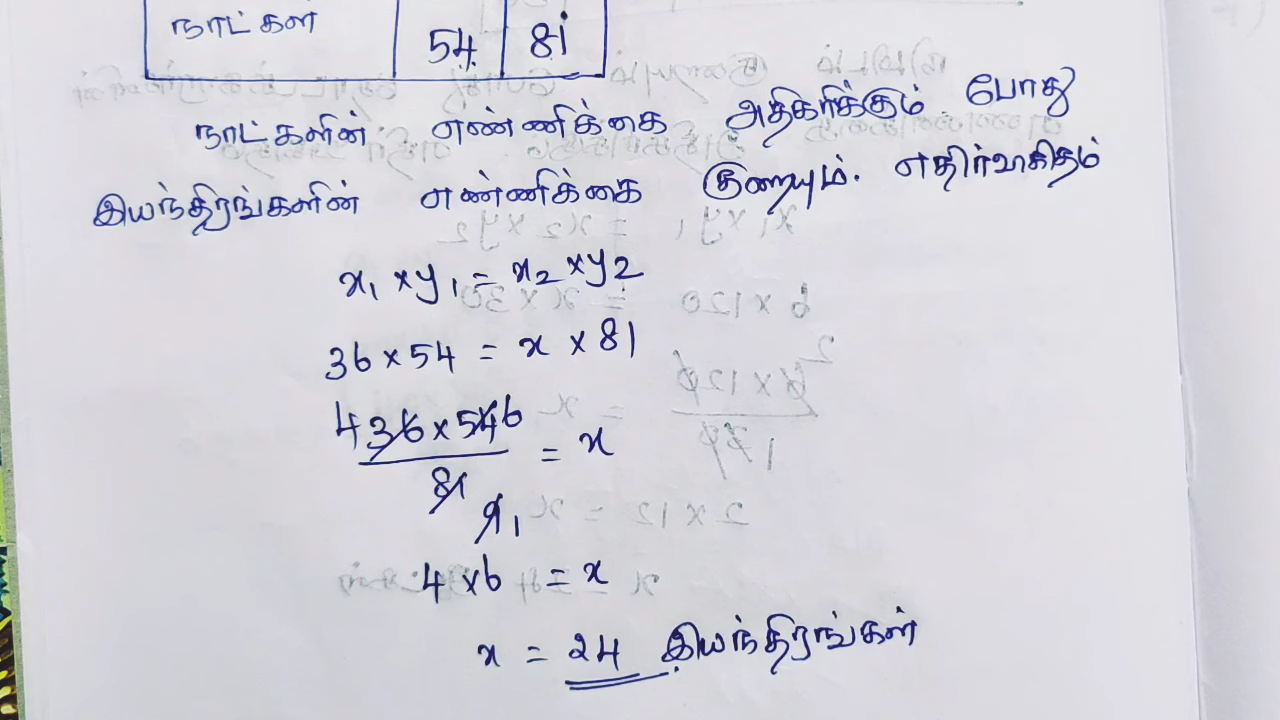 நாட்கள் 54 81
நாட்களின் எண்ணிக்கை அதிகரிக்கும் போது
இயந்திரங்களின் எண்ணிக்கை குறையும். எதிர்வாகிதம்
x₁ × y₁ = x₂ × y₂
36 × 54 = x × 81
4 36 × 54 6
= x
81
9 1
4 × 6 = x
x = 24 இயந்திரங்கள்